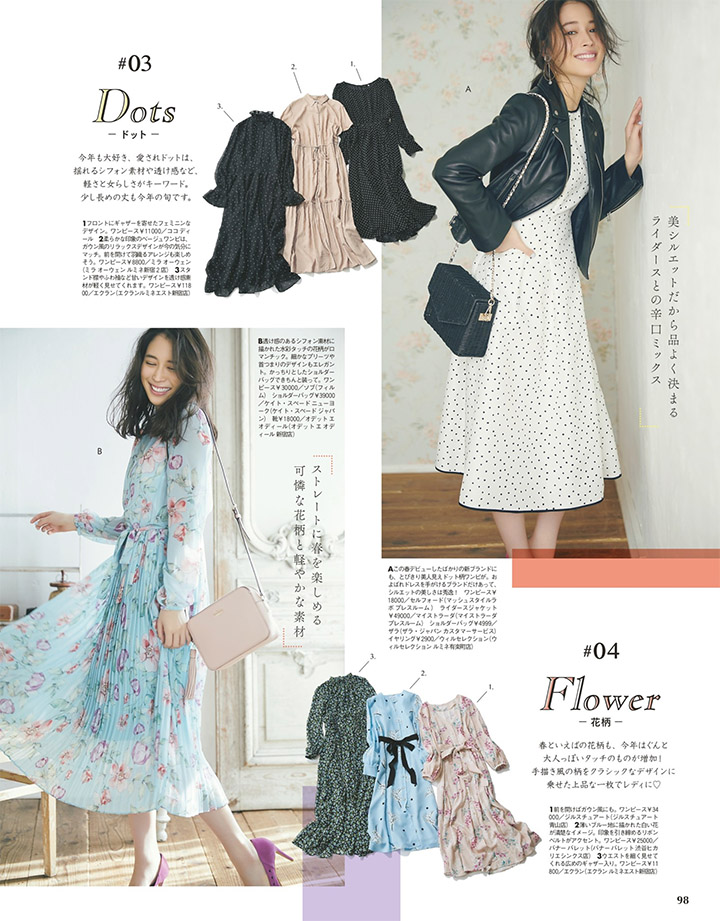 #03
Dots
— ドット —
今年も大好き、愛されドットは、
揺れるシフォン素材や透け感など、
軽さと女らしさがキーワード。
少し長めの丈も今年の旬です。
3.
2.
1.
1フロントにギャザーを寄せたフェミニンな
デザイン。ワンピース¥11000／ココ ディ
ール 2柔らかな印象のベージュワンピは、
ガウン風のリラックスデザインが今の気分に
マッチ。前を開けて羽織るアレンジも楽しめ
そう。ワンピース¥8800／ミラ オーウェン
（ミラ オーウェン ルミネ新宿2店） 3スタ
ンド襟やふわ袖など甘いデザインを透け感素
材が軽く見せてくれます。ワンピース¥118
00／エクラン（エクランルミネエスト新宿店）
A
美シルエットだから品よく決まる
ライダースとの辛口ミックス
B透け感のあるシフォン素材に
描かれた水彩タッチの花柄がロ
マンチック。細かなプリーツや
首つまりのデザインもエレガン
ト。かっちりとしたショルダー
バッグできちんと装って。ワン
ピース¥30000／ソブ（フィル
ム） ショルダーバッグ¥39000
／ケイト・スペード ニューヨ
ーク（ケイト・スペード ジャパ
ン） 靴¥18000／オデット エ
オディール（オデット エ オデ
ィール 新宿店）
B
ストレートに春を楽しめる
可憐な花柄と軽やかな素材
Aこの春デビューしたばかりの新ブランドに
も、とびきり美人見えドット柄ワンピが。お
よばれドレスを手がけるブランドだけあって、
シルエットの美しさは秀逸！ ワンピース¥
18000／セルフォード（マッシュスタイルラ
ボ プレスルーム） ライダースジャケット
¥49000／マイストラーダ（マイストラーダ
プレスルーム） ショルダーバッグ¥4999／
ザラ（ザラ・ジャパン カスタマーサービス）
イヤリング¥2900／ウィルセレクション（ウ
ィルセレクション ルミネ有楽町店）
#04
Flower
— 花柄 —
春といえばの花柄も、今年はぐんと
大人っぽいタッチのものが増加！
手描き風の柄をクラシックなデザインに
乗せた上品な一枚でレディに♡
3.
2.
1.
1前を開けばガウン風にも。ワンピース¥34
000／ジルスチュアート（ジルスチュアート
青山店） 2薄いブルー地に描かれた白い花
が清楚なイメージ。印象を引き締めるリボン
ベルトがアクセント。ワンピース¥25000／
バナー バレット（バナー バレット 渋谷ヒカ
リエシンクス店） 3ウエストを細く見せて
くれる広めのギャザー入り。ワンピース¥11
800／エクラン（エクラン ルミネエスト新宿店）
98